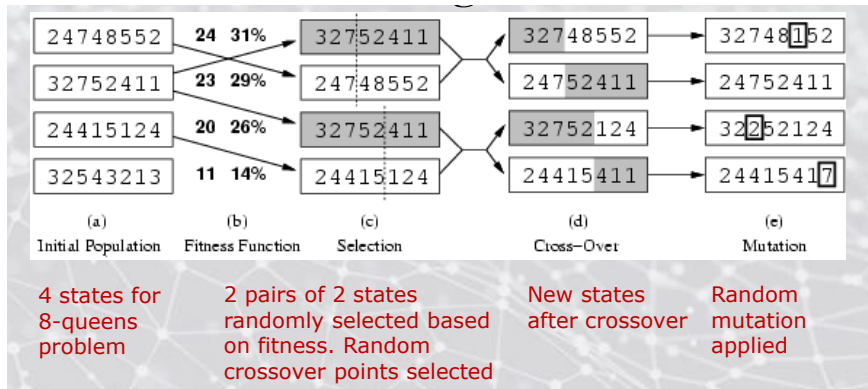 24748552 24 31% 32752411 32748552 32748152
32752411 23 29% 24748552 24752411 24752411
24415124 20 26% 32752411 32752124 32252124
32543213 11 14% 24415124 24415411 24415417
(a) (b) (c) (d) (e)
Initial Population Fitness Function Selection Cross-Over Mutation
4 states for
8-queens
problem
2 pairs of 2 states
randomly selected based
on fitness. Random
crossover points selected
New states
after crossover
Random
mutation
applied